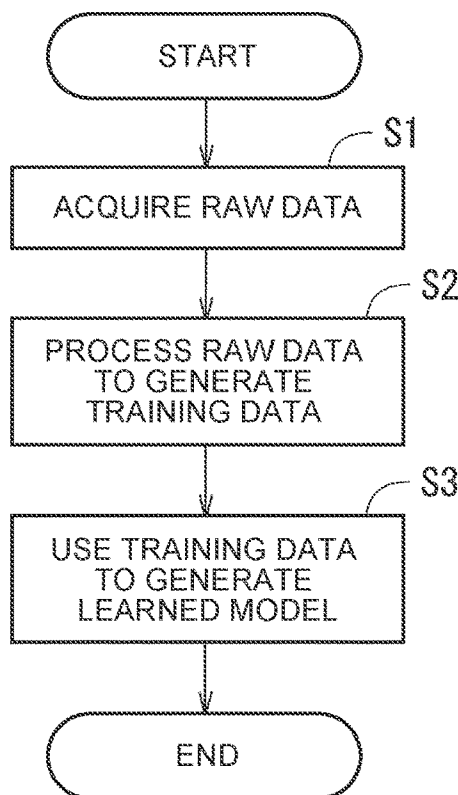 START
S1
ACQUIRE RAW DATA
S2
PROCESS RAW DATA
TO GENERATE
TRAINING DATA
S3
USE TRAINING DATA
TO GENERATE
LEARNED MODEL
END